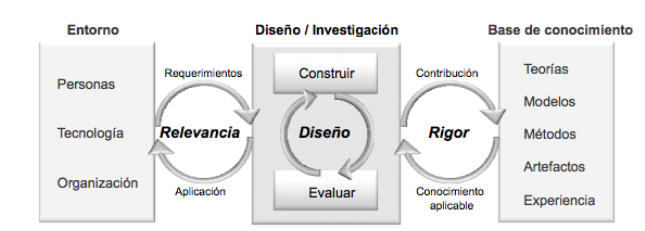 Entorno
Diseño / Investigación
Base de conocimiento
Personas
Tecnología
Organización
Requerimientos
Relevancia
Aplicación
Construir
Diseño
Evaluar
Contribución
Rigor
Conocimiento
aplicable
Teorías
Modelos
Métodos
Artefactos
Experiencia